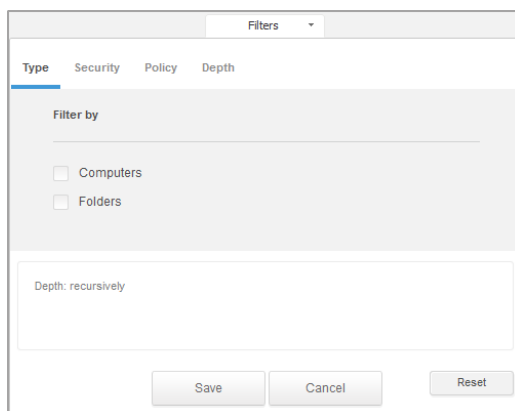 Filters
Type Security Policy Depth
Filter by
Computers
Folders
Depth: recursively
Save Cancel Reset